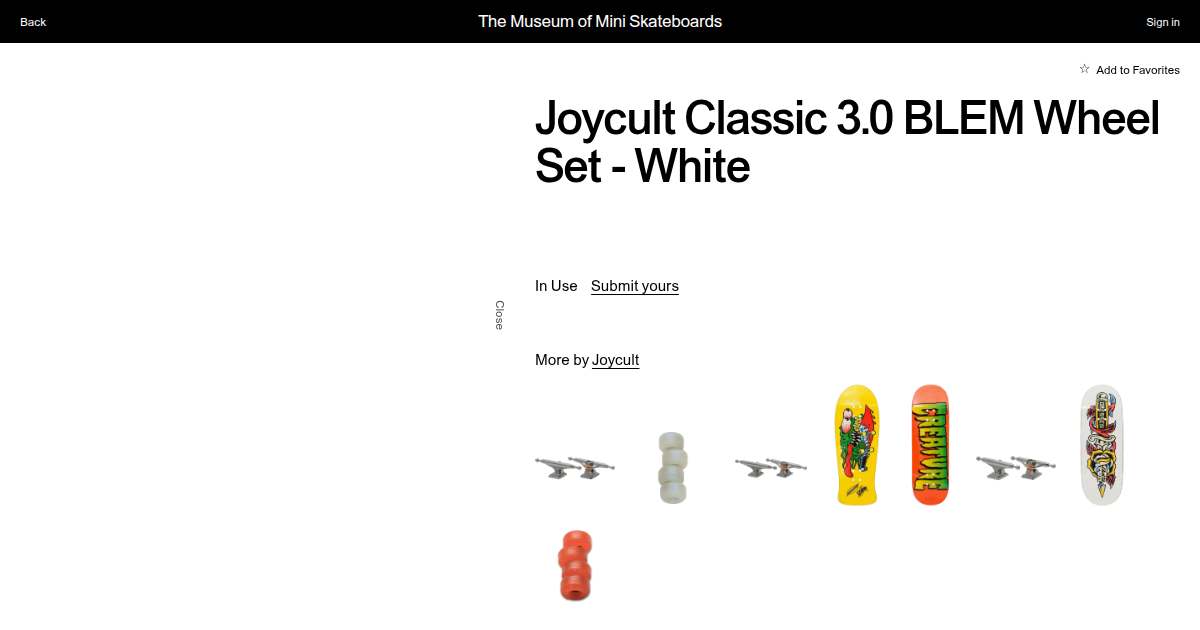 Back
The Museum of Mini Skateboards
Sign in
☆ Add to Favorites
Joycult Classic 3.0 BLEM Wheel
Set - White
In Use Submit yours
Close
More by Joycult
CREATURE